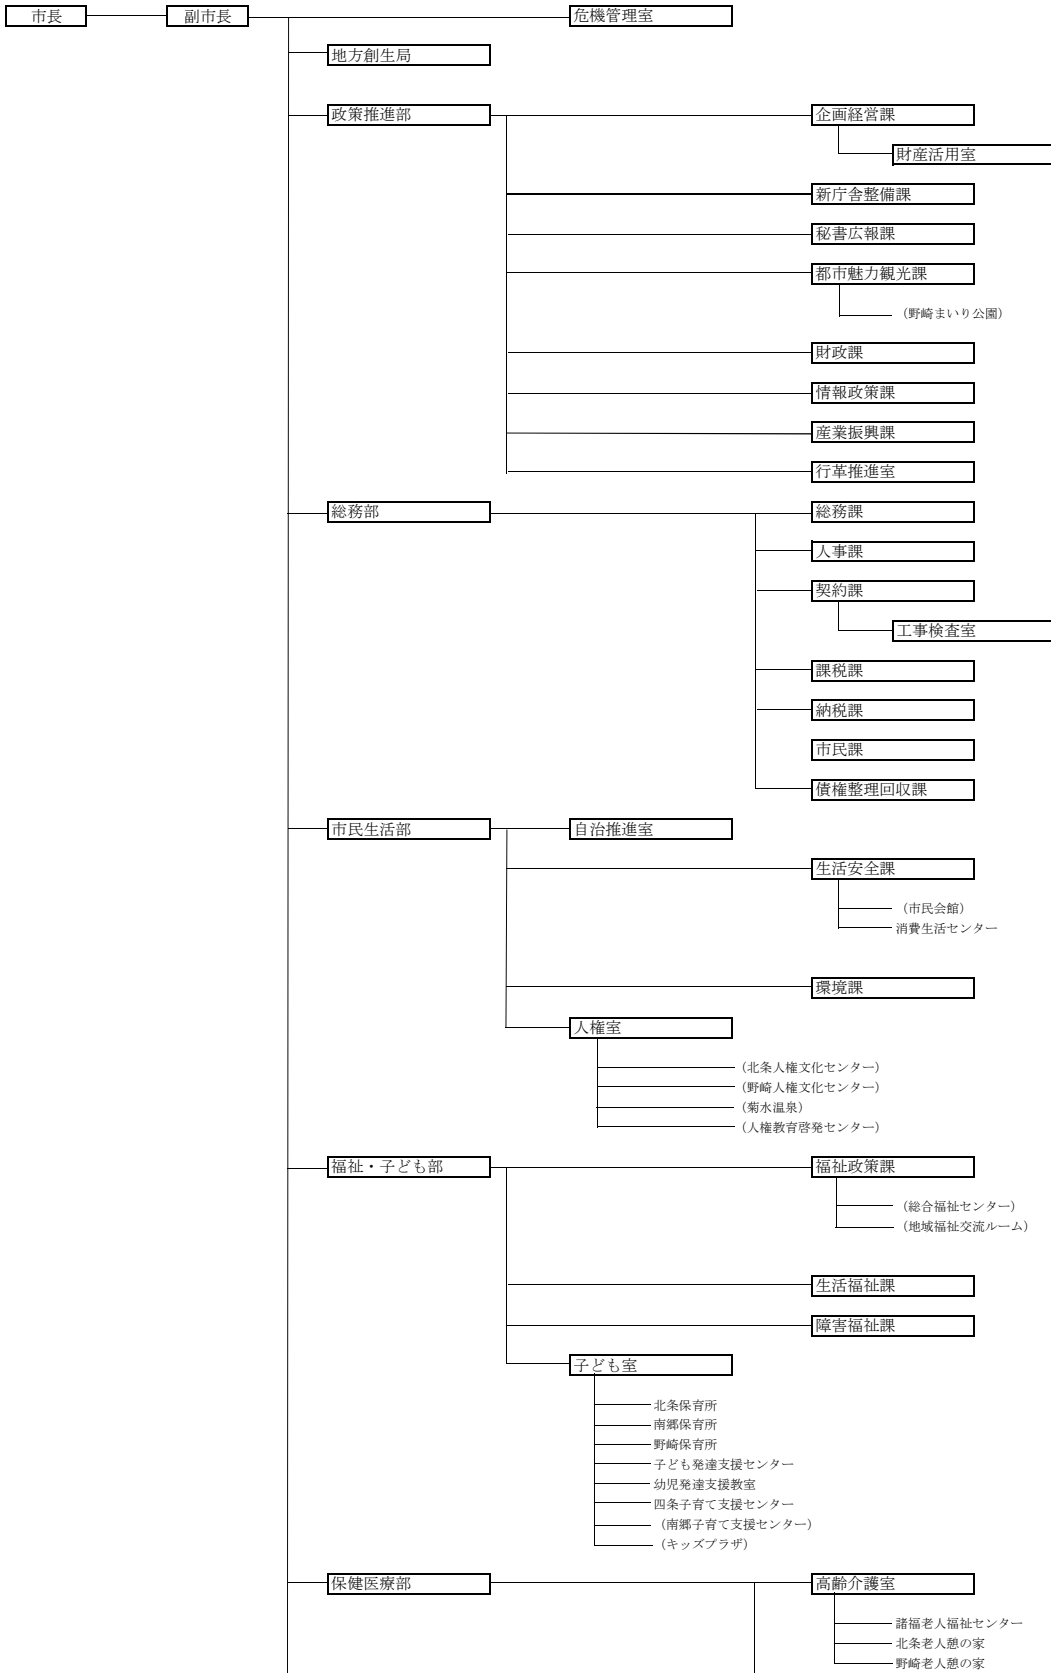 市長
副市長
危機管理室
地方創生局
政策推進部
企画経営課
財産活用室
新庁舎整備課
秘書広報課
都市魅力観光課
（野崎まいり公園）
財政課
情報政策課
産業振興課
行革推進室
総務部
総務課
人事課
契約課
工事検査室
課税課
納税課
市民課
債権整理回収課
市民生活部
自治推進室
生活安全課
（市民会館）
消費生活センター
環境課
人権室
（北条人権文化センター）
（野崎人権文化センター）
（菊水温泉）
（人権教育啓発センター）
福祉・子ども部
福祉政策課
（総合福祉センター）
（地域福祉交流ルーム）
生活福祉課
障害福祉課
子ども室
北条保育所
南郷保育所
野崎保育所
子ども発達支援センター
幼児発達支援教室
四条子育て支援センター
（南郷子育て支援センター）
（キッズプラザ）
保健医療部
高齢介護室
諸福老人福祉センター
北条老人憩の家
野崎老人憩の家